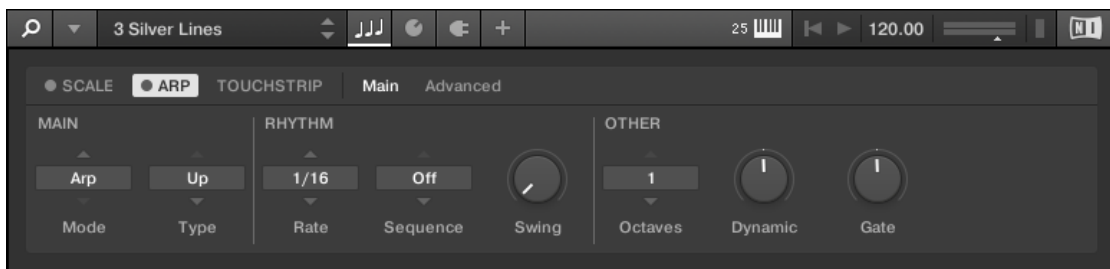 3 Silver Lines 25 120.00 NI
SCALE ARP TOUCHSTRIP Main Advanced
MAIN RHYTHM OTHER
Arp Up 1/16 Off 1
Mode Type Rate Sequence Swing Octaves Dynamic Gate